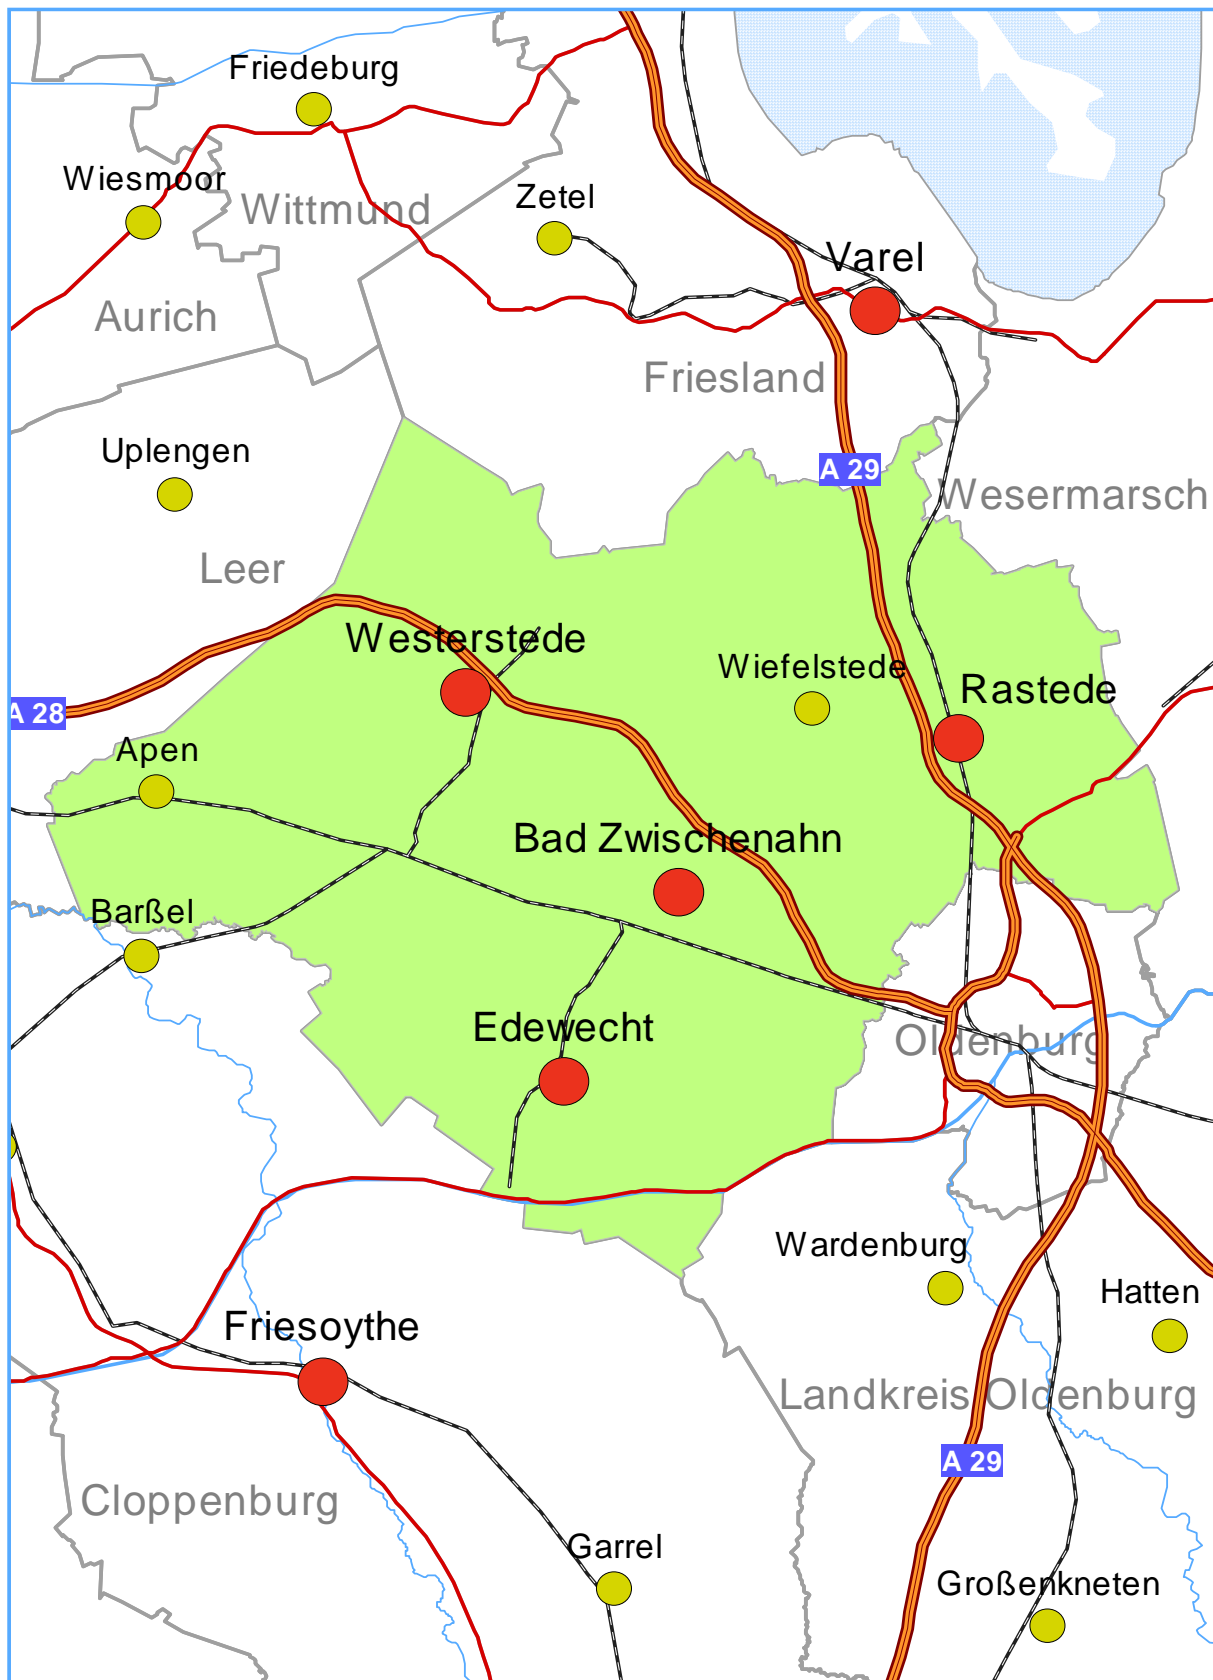 Friedeburg
Wiesmoor
Zetel
Wittmund
Varel
Aurich
Friesland
Uplengen
A 29
Wesermarsch
Leer
Westerstede
Wiefelstede
Rastede
A 28
Apen
Bad Zwischenahn
Barßel
Edewecht
Oldenburg
Wardenburg
Hatten
Friesoythe
Landkreis Oldenburg
A 29
Cloppenburg
Garrel
Großenkneten